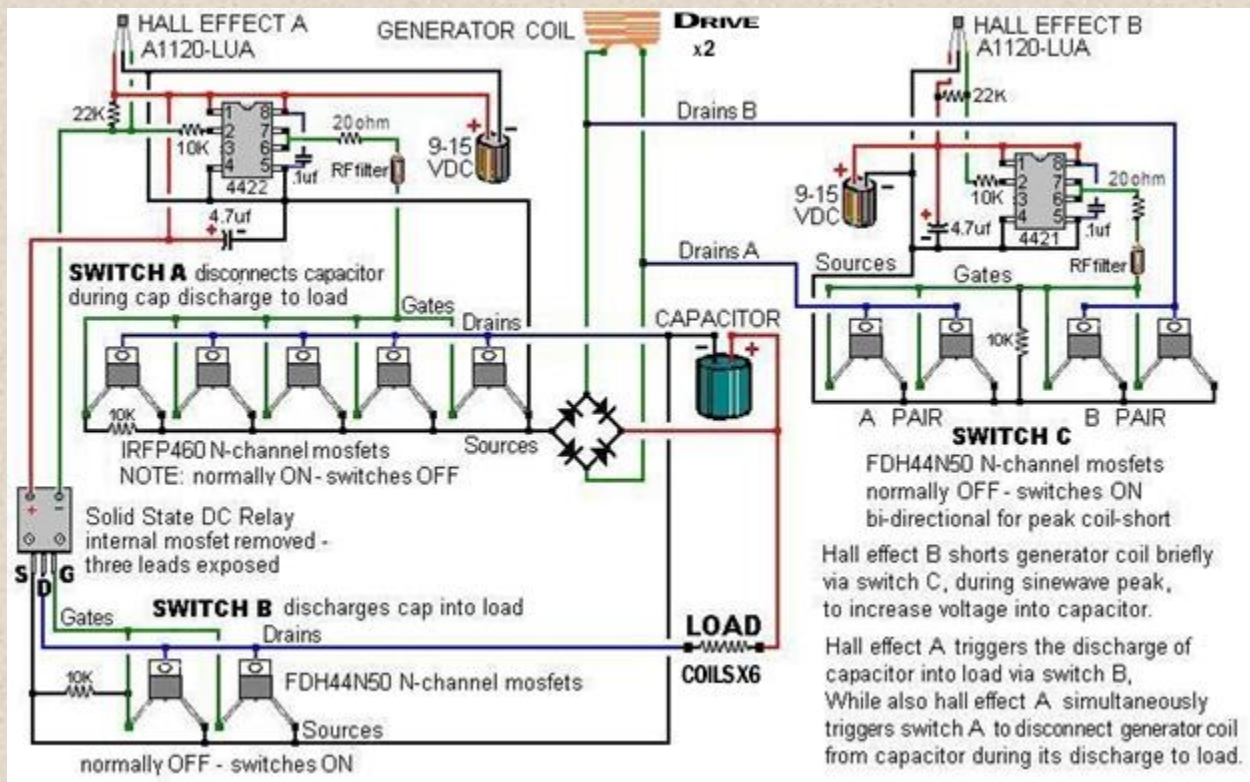 HALL EFFECT A
A1120-LUA
GENERATOR COIL
DRIVE
x2
HALL EFFECT B
A1120-LUA
22K
10K
1
2
3
4
8
7
6
5
4422
.1uf
20 ohm
RF filter
+
-
9-15
VDC
4.7uf
+
-
Drains B
Drains A
22K
+
-
9-15
VDC
10K
1
2
3
4
8
7
6
5
4421
.1uf
20 ohm
RF filter
+
-
4.7uf
Sources
Gates
SWITCH A disconnects capacitor
during cap discharge to load
Gates
Drains
CAPACITOR
-
+
10K
Sources
IRFP460 N-channel mosfets
NOTE: normally ON - switches OFF
10K
A PAIR
B PAIR
SWITCH C
FDH44N50 N-channel mosfets
normally OFF - switches ON
bi-directional for peak coil-short
+
-
Solid State DC Relay
internal mosfet removed -
three leads exposed
S D G
SWITCH B discharges cap into load
Gates
Drains
LOAD
COILS X6
10K
FDH44N50 N-channel mosfets
Sources
normally OFF - switches ON
Hall effect B shorts generator coil briefly
via switch C, during sinewave peak,
to increase voltage into capacitor.
Hall effect A triggers the discharge of
capacitor into load via switch B,
While also hall effect A simultaneously
triggers switch A to disconnect generator coil
from capacitor during its discharge to load.